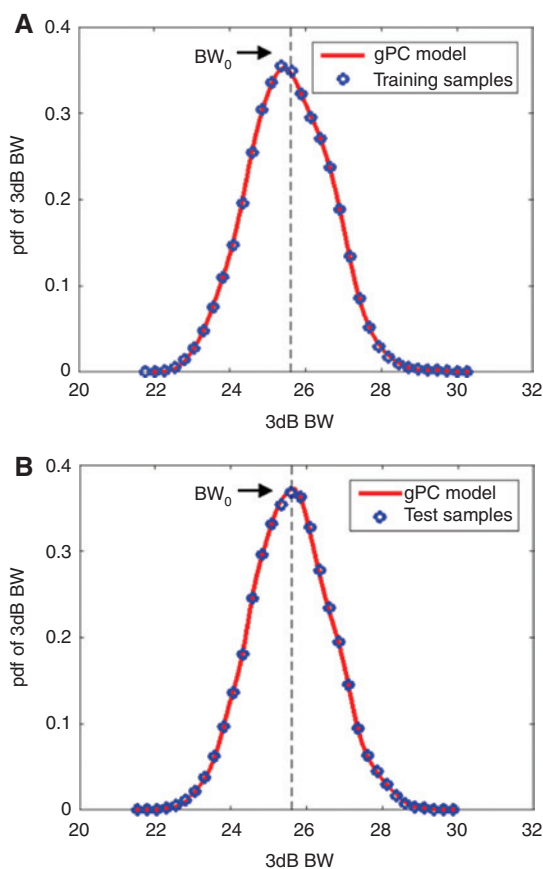 A
BW0
gPC model
Training samples
0.4
0.3
0.2
0.1
0
pdf of 3dB BW
20 22 24 26 28 30 32
3dB BW
B
BW0
gPC model
Test samples
0.4
0.3
0.2
0.1
0
pdf of 3dB BW
20 22 24 26 28 30 32
3dB BW